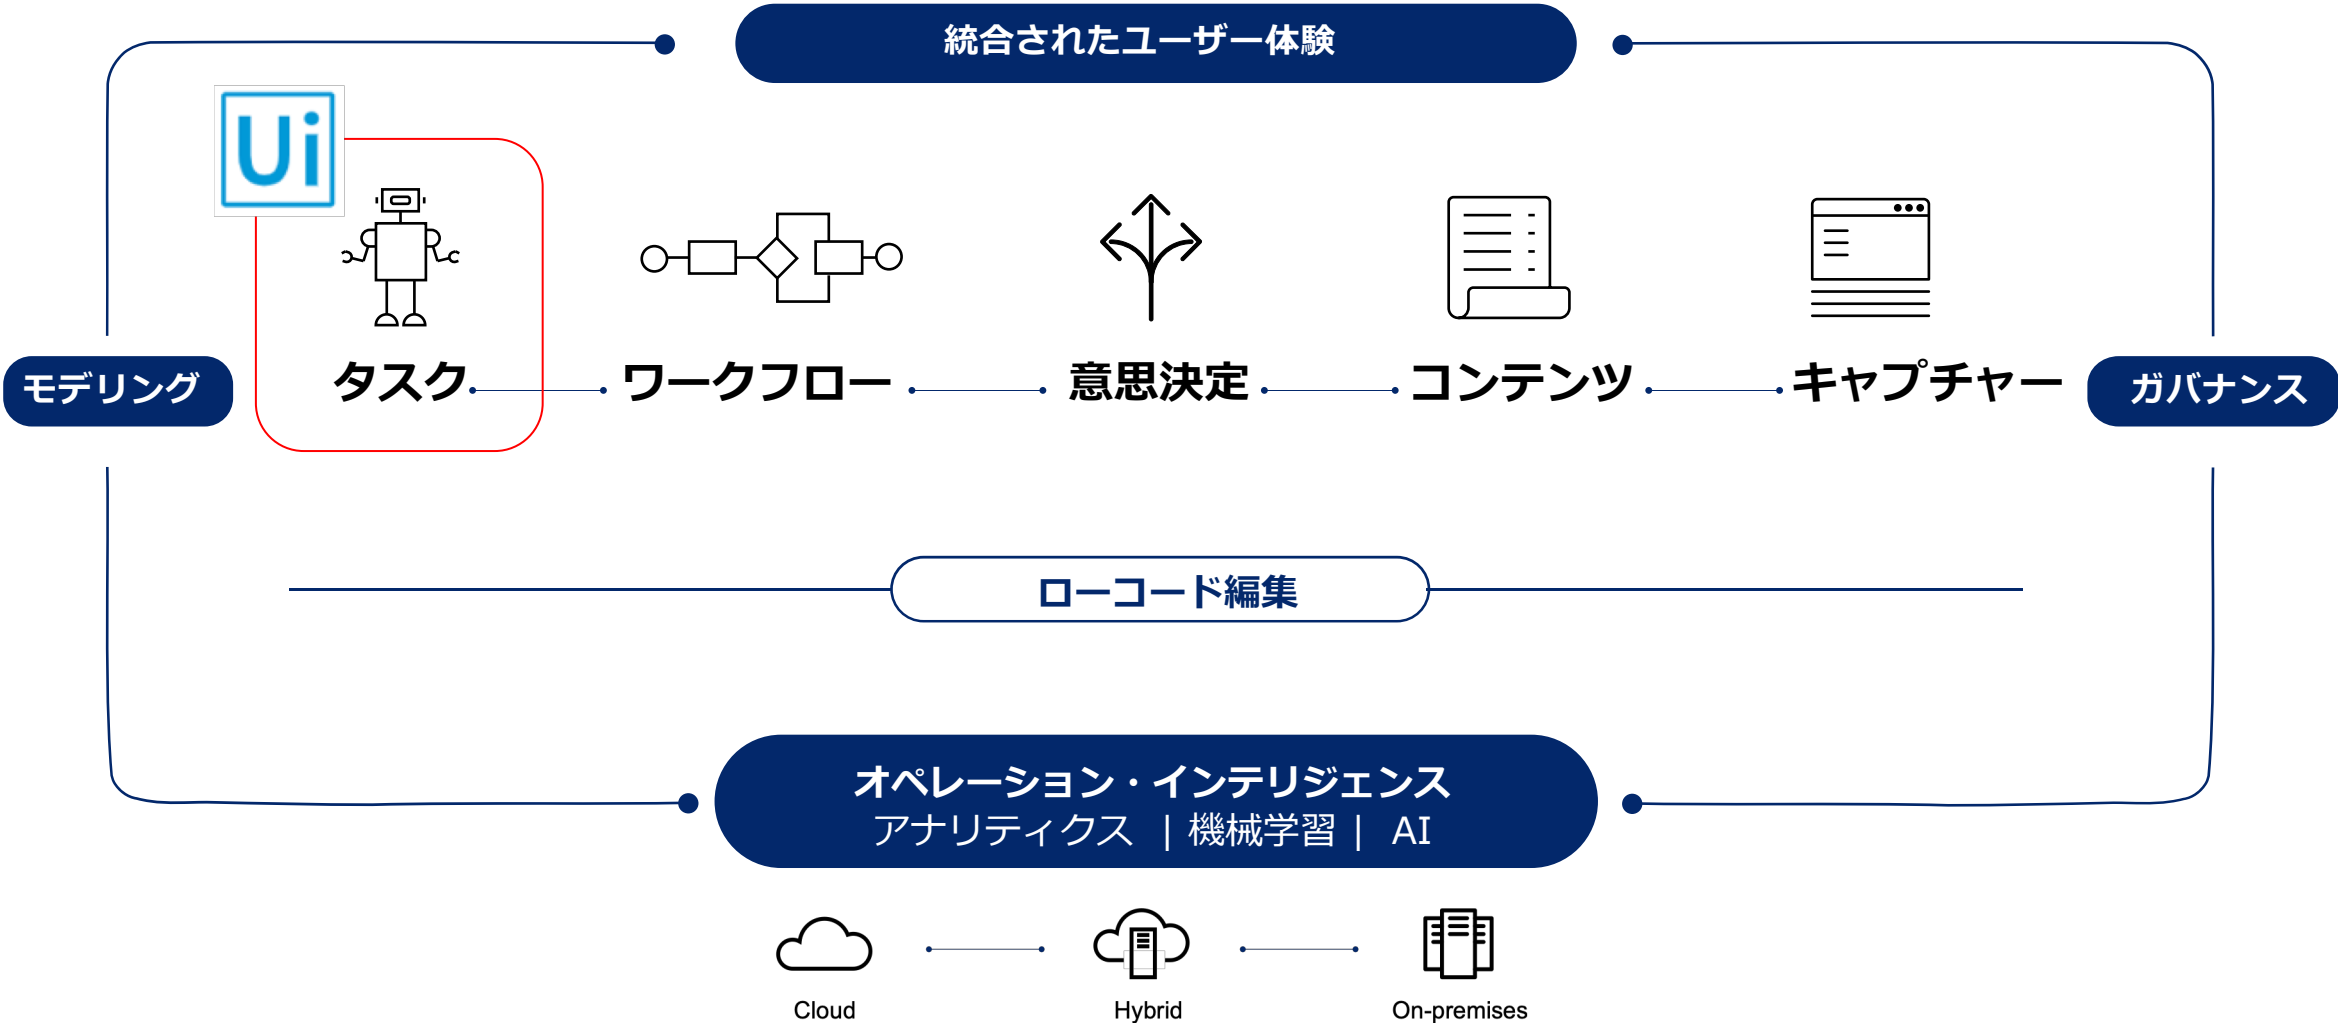 統合されたユーザー体験
Ui
タスク
ワークフロー
意思決定
コンテンツ
キャプチャー
モデリング
ガバナンス
ローコード編集
オペレーション・インテリジェンス
アナリティクス | 機械学習 | AI
Cloud
Hybrid
On-premises